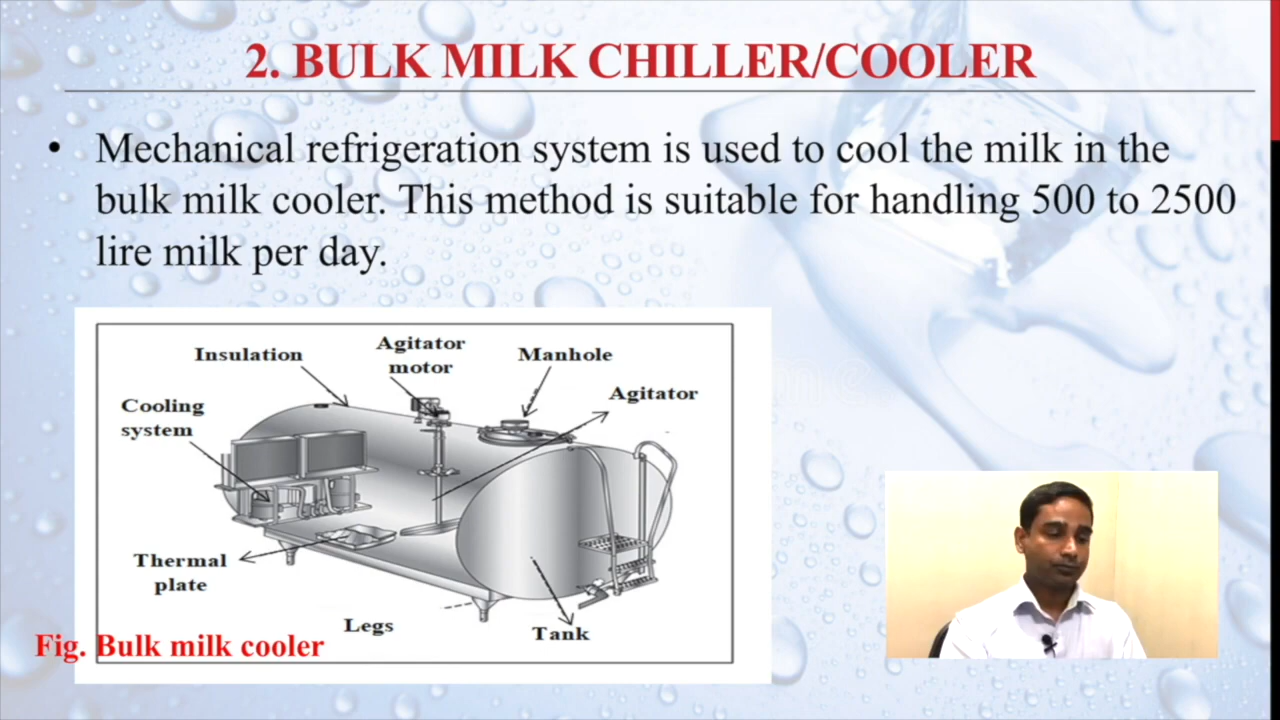 2. BULK MILK CHILLER/COOLER
• Mechanical refrigeration system is used to cool the milk in the
bulk milk cooler. This method is suitable for handling 500 to 2500
lire milk per day.
Insulation
Agitator
motor
Manhole
Agitator
Cooling
system
Thermal
plate
Legs
Tank
Fig. Bulk milk cooler